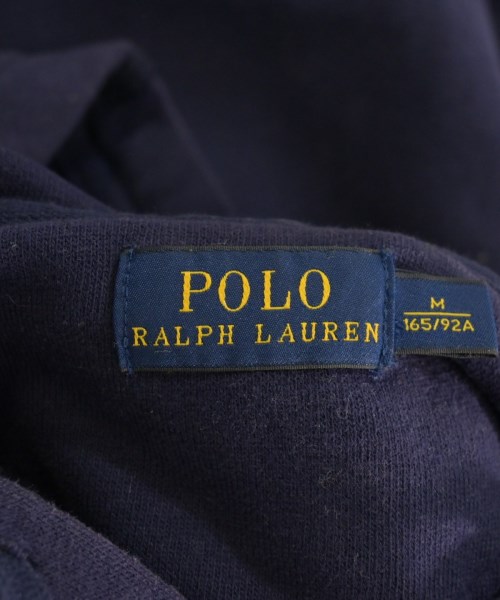 POLO
RALPH LAUREN
M
165/92A